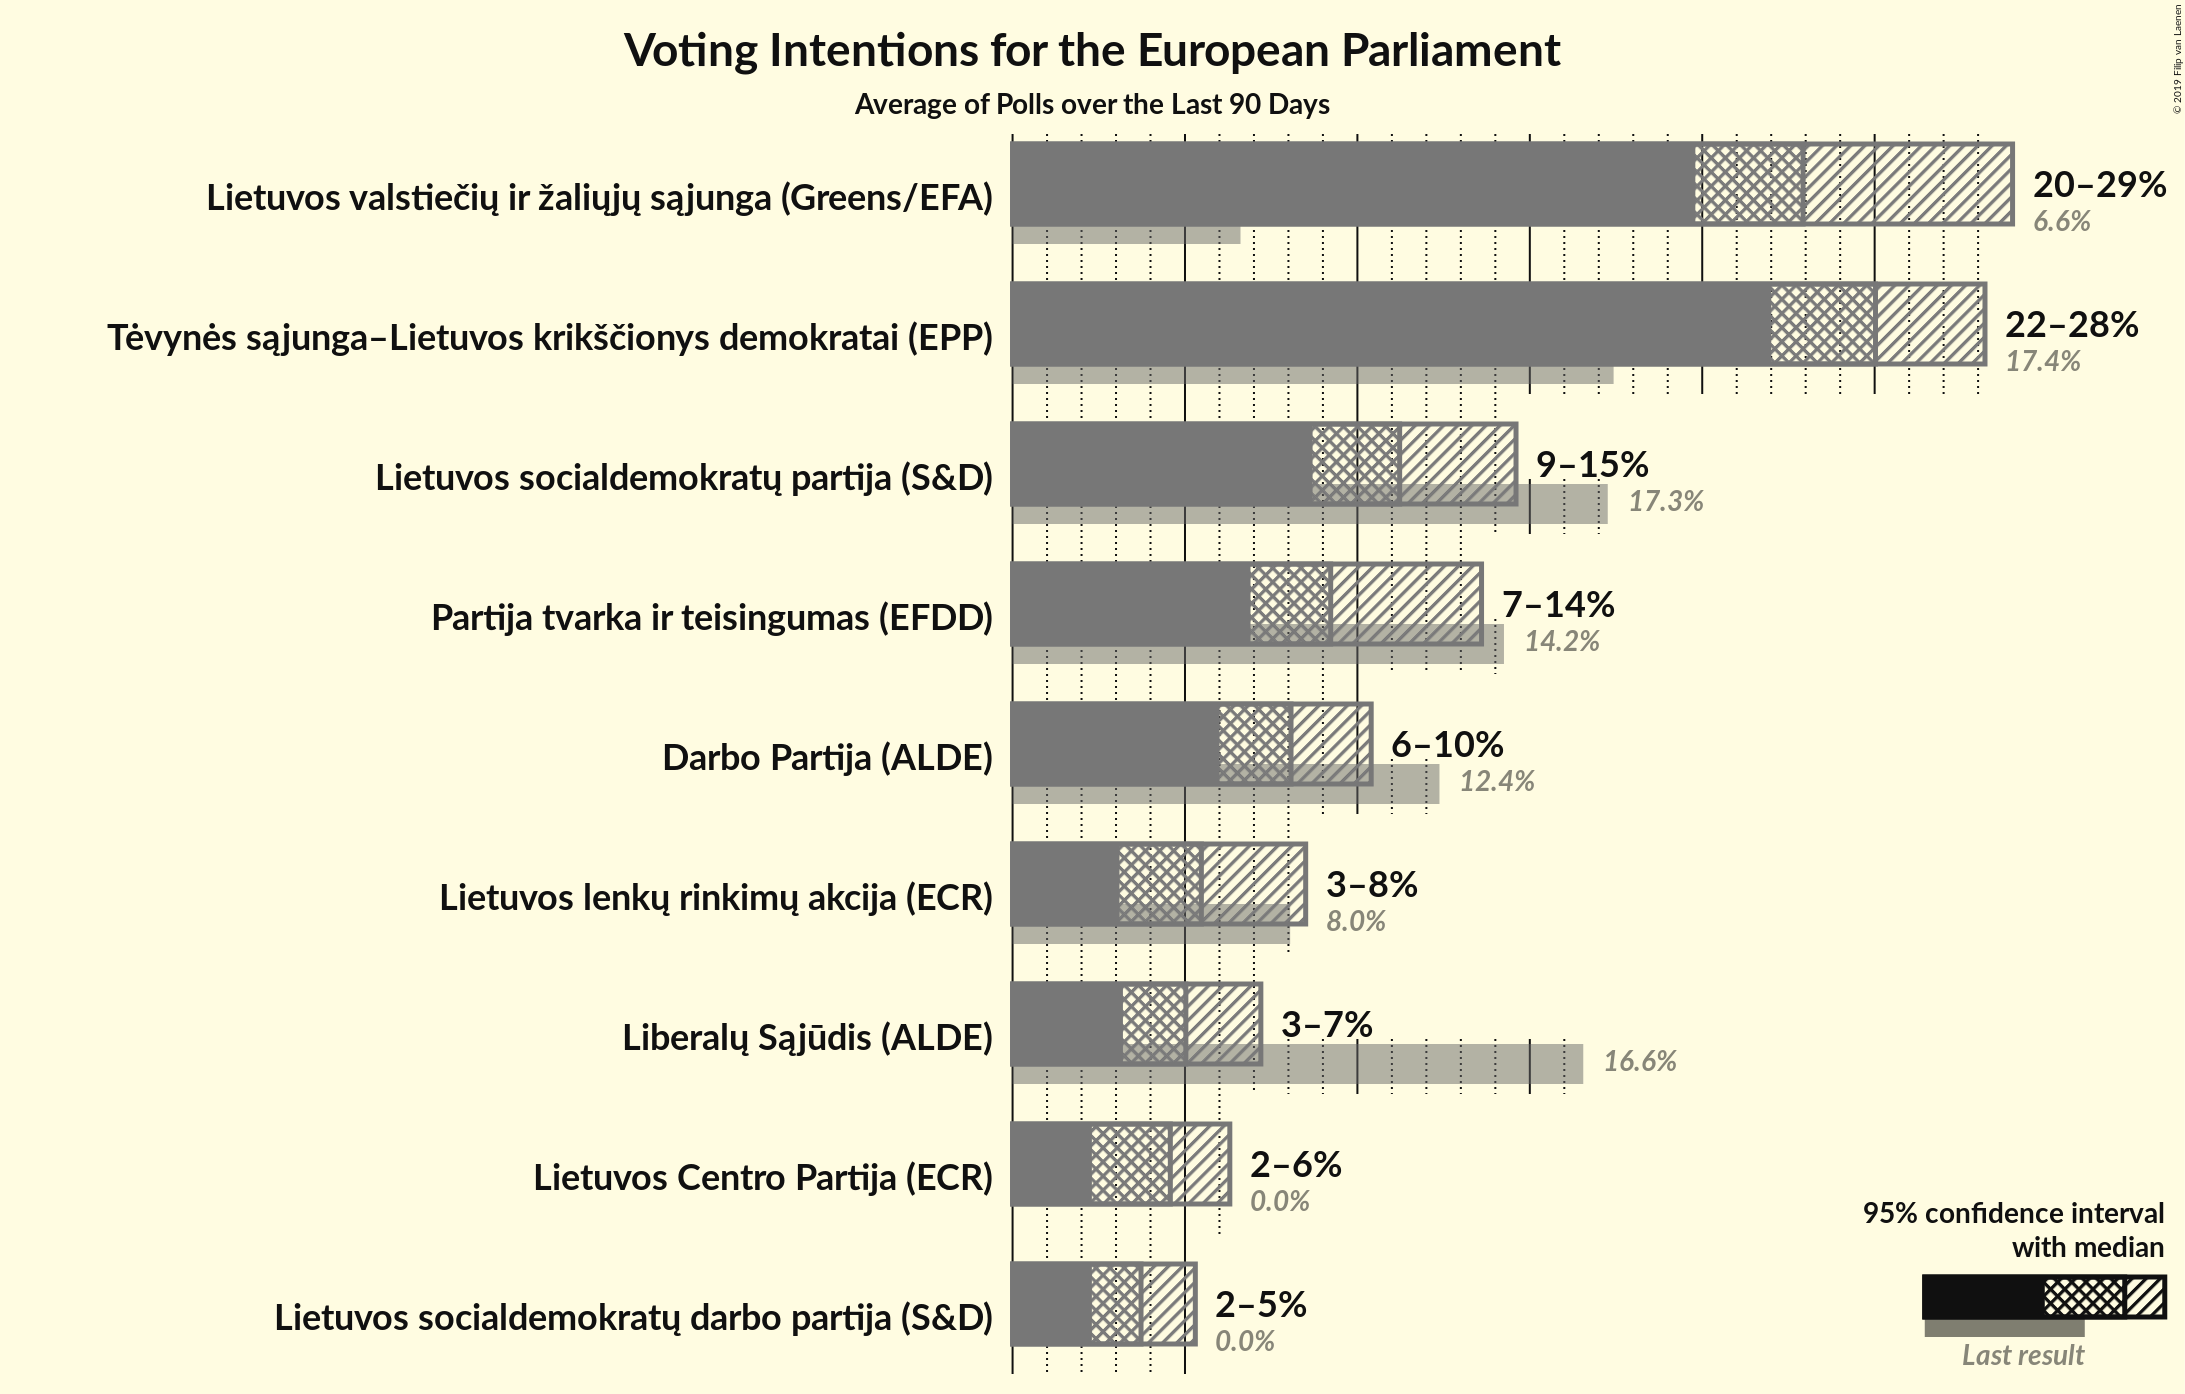 © 2019 Filip van Laenen
Voting Intentions for the European Parliament
Average of Polls over the Last 90 Days
Lietuvos valstiečių ir žaliųjų sąjunga (Greens/EFA)
20–29%
6.6%
Tėvynės sąjunga–Lietuvos krikščionys demokratai (EPP)
22–28%
17.4%
Lietuvos socialdemokratų partija (S&D)
9–15%
17.3%
Partija tvarka ir teisingumas (EFDD)
7–14%
14.2%
Darbo Partija (ALDE)
6–10%
12.4%
Lietuvos lenkų rinkimų akcija (ECR)
3–8%
8.0%
Liberalų Sąjūdis (ALDE)
3–7%
16.6%
Lietuvos Centro Partija (ECR)
2–6%
0.0%
Lietuvos socialdemokratų darbo partija (S&D)
2–5%
0.0%
95% confidence interval
with median
Last result